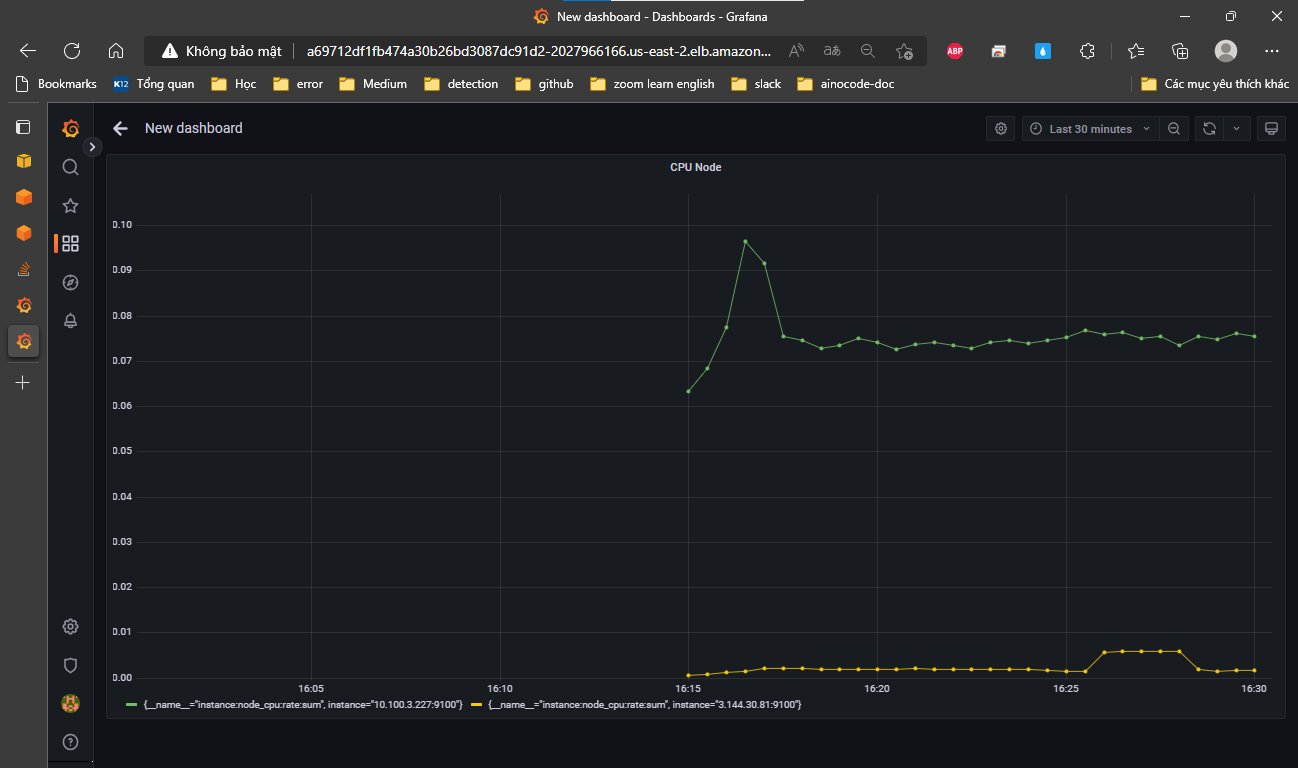 New dashboard - Dashboards - Grafana
Không bảo mật a69712df1fb474a30b26bd3087dc91d2-2027966166.us-east-2.elb.amazon... A aあ ABP
Bookmarks K12 Tổng quan Học error Medium detection github zoom learn english slack ainocode-doc Các mục yêu thích khác
New dashboard Last 30 minutes
CPU Node
0.10
0.09
0.08
0.07
0.06
0.05
0.04
0.03
0.02
0.01
0.00
16:05 16:10 16:15 16:20 16:25 16:30
{__name__="instance:node_cpu:rate:sum", instance="10.100.3.227:9100"} {__name__="instance:node_cpu:rate:sum", instance="3.144.30.81:9100"}